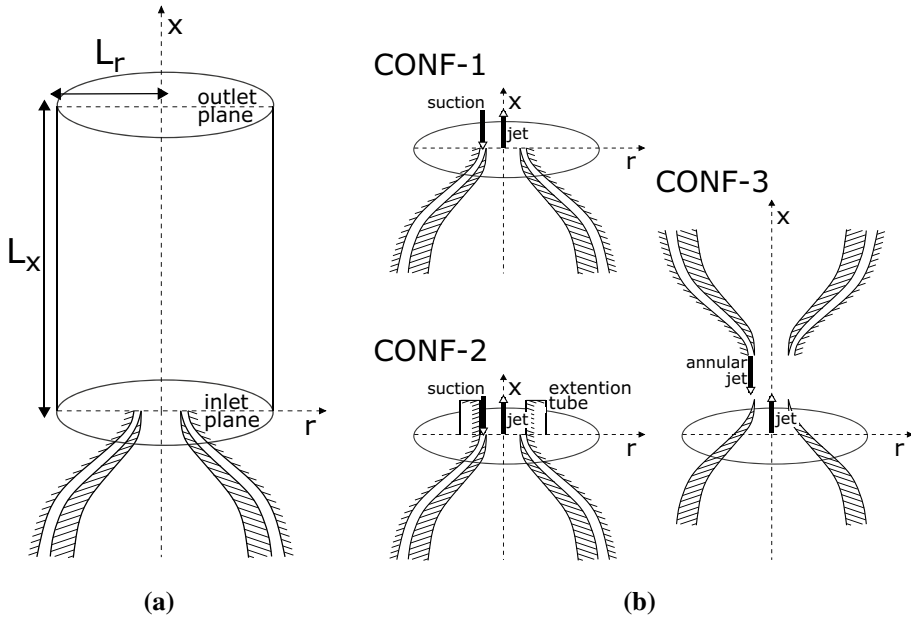 x
L_r
outlet
plane
L_x
inlet
plane
r
(a)
CONF-1
suction
x
jet
r
CONF-2
suction
x
extention
tube
jet
r
CONF-3
x
annular
jet
jet
r
(b)